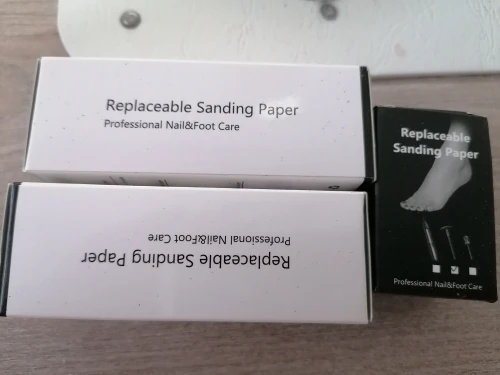 Replaceable Sanding Paper
Professional Nail&Foot Care
Replaceable Sanding Paper
Professional Nail&Foot Care
Replaceable
Sanding Paper
Professional Nail&Foot Care